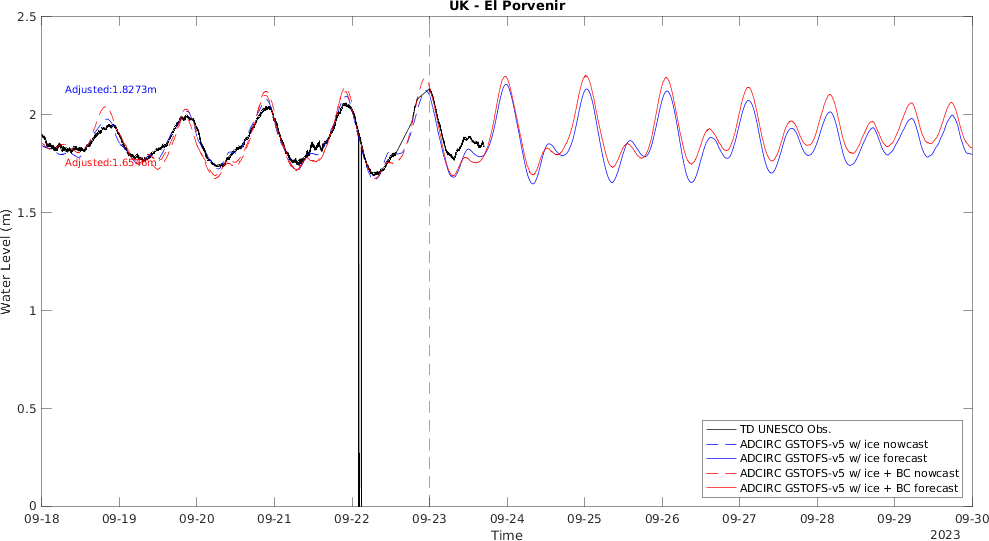 UK - El Porvenir
2.5
2
1.5
1
0.5
0
Water Level (m)
Adjusted:1.8273m
Adjusted:1.6546m
TD UNESCO Obs.
ADCIRC GSTOFS-v5 w/ ice nowcast
ADCIRC GSTOFS-v5 w/ ice forecast
ADCIRC GSTOFS-v5 w/ ice + BC nowcast
ADCIRC GSTOFS-v5 w/ ice + BC forecast
09-18 09-19 09-20 09-21 09-22 09-23 09-24 09-25 09-26 09-27 09-28 09-29 09-30
Time
2023